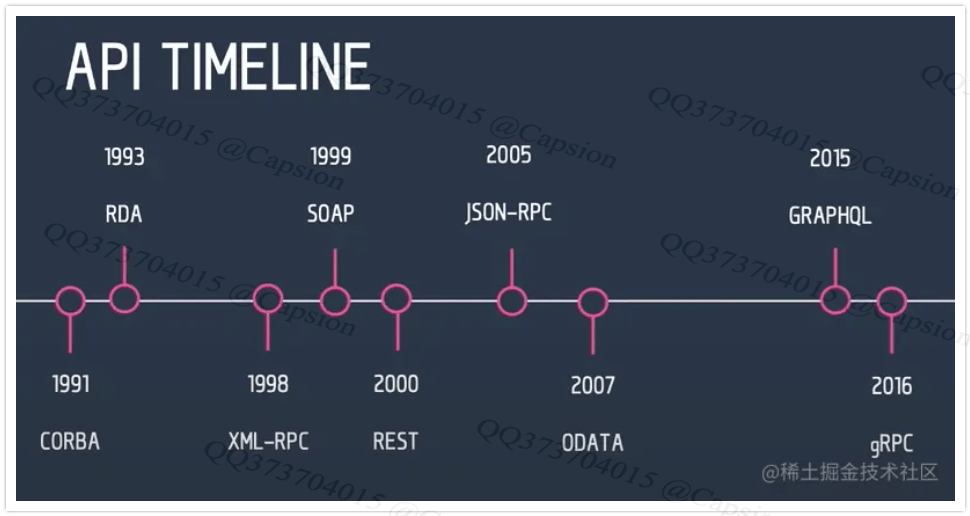 API TIMELINE
1993
1999
2005
2015
RDA
SOAP
JSON-RPC
GRAPHQL
1991
1998
2000
2007
2016
CORBA
XML-RPC
REST
ODATA
gRPC
@稀土掘金技术社区
QQ373704015 @Capsion
QQ373704015 @Capsion
QQ373704015 @Capsion
QQ373704015 @Capsion
QQ373704015 @Capsion
QQ373704015 @Capsion